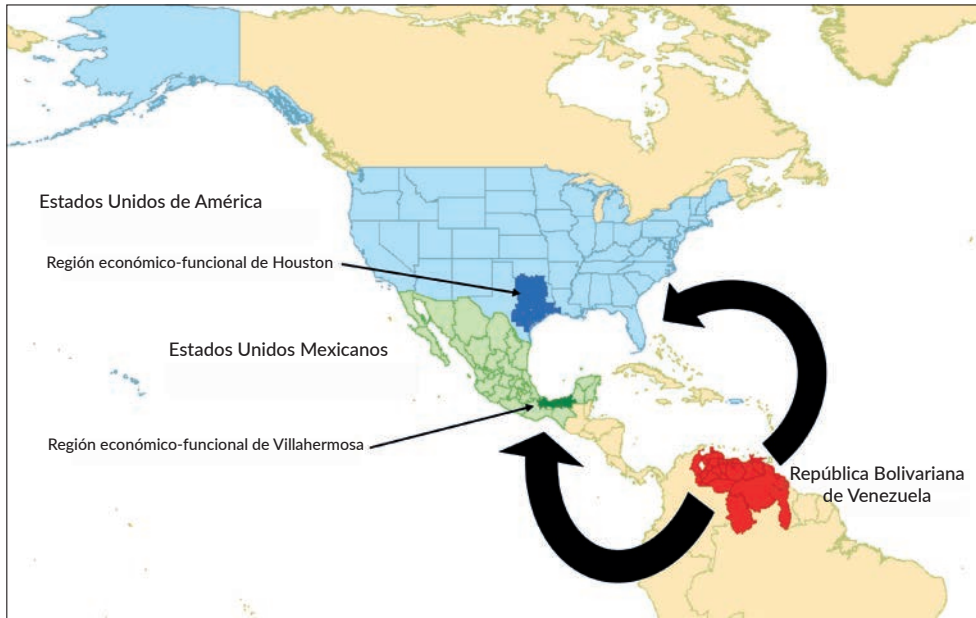 Estados Unidos de América
Región económico-funcional de Houston
Estados Unidos Mexicanos
Región económico-funcional de Villahermosa
República Bolivariana
de Venezuela